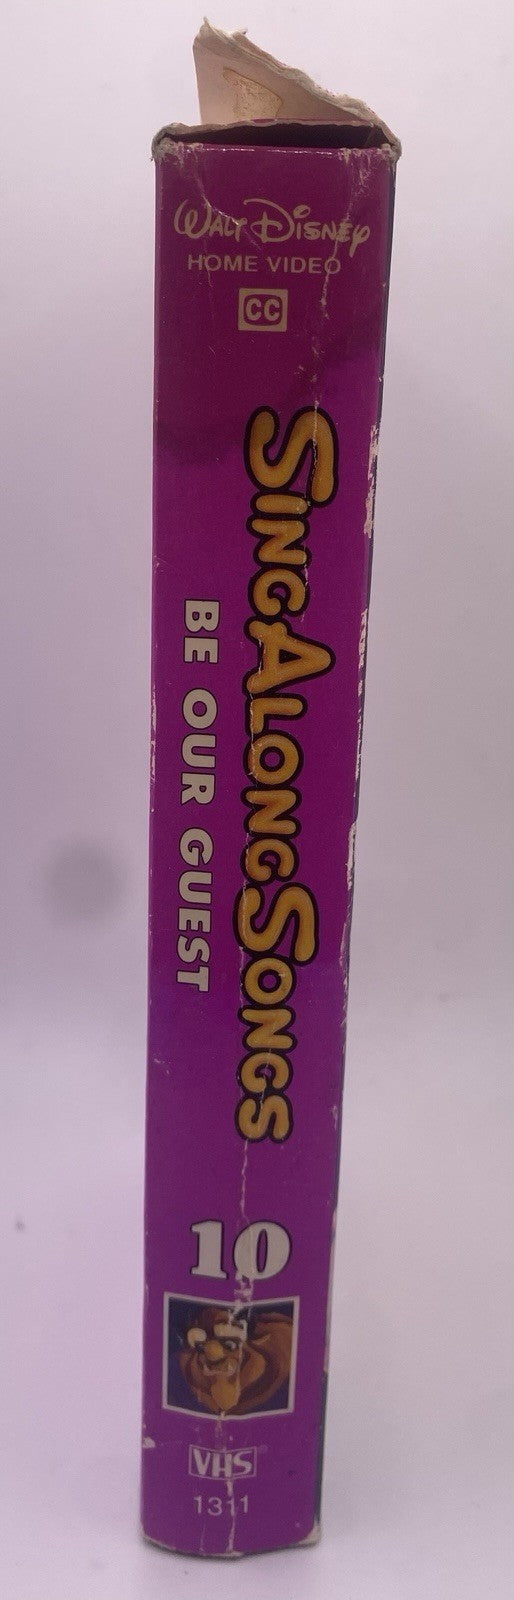 WALT DISNEY
HOME VIDEO
CC
SING ALONG SONGS
BE OUR GUEST
10
VHS
1311